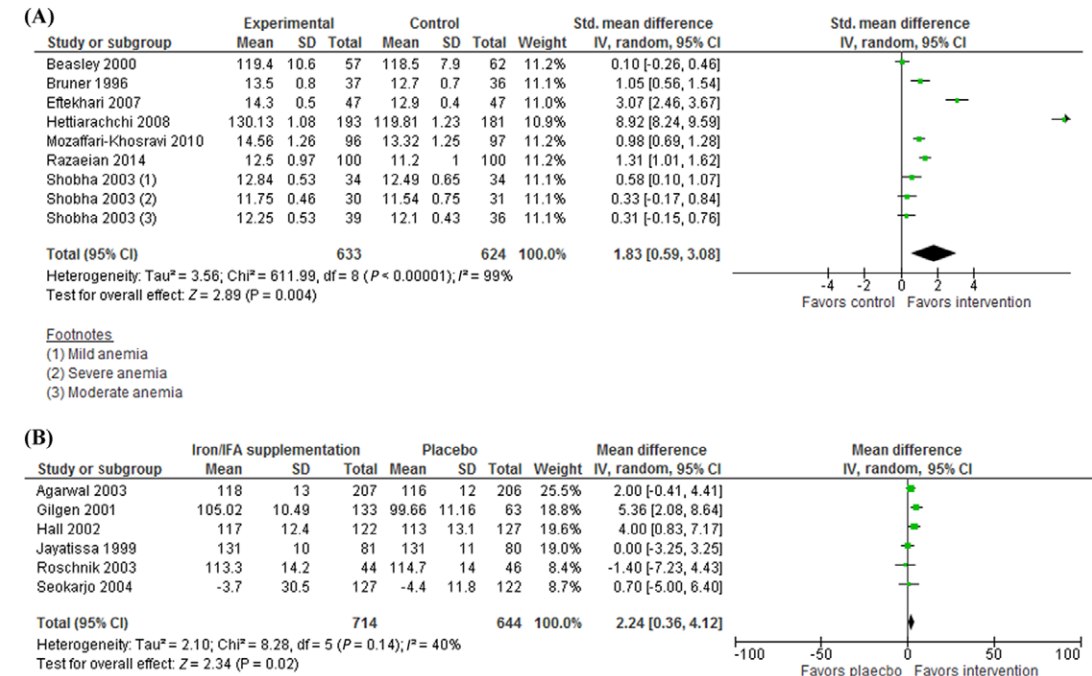 (A)
Experimental Control Std. mean difference Std. mean difference
Study or subgroup Mean SD Total Mean SD Total Weight IV, random, 95% CI IV, random, 95% CI
Beasley 2000 119.4 10.6 57 118.5 7.9 62 11.2% 0.10 [-0.26, 0.46]
Bruner 1996 13.5 0.8 37 12.7 0.7 36 11.1% 1.05 [0.56, 1.54]
Eftekhari 2007 14.3 0.5 47 12.9 0.4 47 11.0% 3.07 [2.46, 3.67]
Hettiarachchi 2008 130.13 1.08 193 119.81 1.23 181 10.9% 8.92 [8.24, 9.59]
Mozaffari-Khosravi 2010 14.56 1.26 96 13.32 1.25 97 11.2% 0.98 [0.69, 1.28]
Razaeian 2014 12.5 0.97 100 11.2 1 100 11.2% 1.31 [1.01, 1.62]
Shobha 2003 (1) 12.84 0.53 34 12.49 0.65 34 11.1% 0.58 [0.10, 1.07]
Shobha 2003 (2) 11.75 0.46 30 11.54 0.75 31 11.1% 0.33 [-0.17, 0.84]
Shobha 2003 (3) 12.25 0.53 39 12.1 0.43 36 11.1% 0.31 [-0.15, 0.76]
Total (95% CI) 633 624 100.0% 1.83 [0.59, 3.08]
Heterogeneity: Tau² = 3.56; Chi² = 611.99, df = 8 (P < 0.00001); I² = 99%
Test for overall effect: Z = 2.89 (P = 0.004)
-4 -2 0 2 4
Favors control Favors intervention
Footnotes
(1) Mild anemia
(2) Severe anemia
(3) Moderate anemia
(B)
Iron/IFA supplementation Placebo Mean difference Mean difference
Study or subgroup Mean SD Total Mean SD Total Weight IV, random, 95% CI IV, random, 95% CI
Agarwal 2003 118 13 207 116 12 206 25.5% 2.00 [-0.41, 4.41]
Gilgen 2001 105.02 10.49 133 99.66 11.16 63 18.8% 5.36 [2.08, 8.64]
Hall 2002 117 12.4 122 113 13.1 127 19.6% 4.00 [0.83, 7.17]
Jayatissa 1999 131 10 81 131 11 80 19.0% 0.00 [-3.25, 3.25]
Roschnik 2003 113.3 14.2 44 114.7 14 46 8.4% -1.40 [-7.23, 4.43]
Seokarjo 2004 -3.7 30.5 127 -4.4 11.8 122 8.7% 0.70 [-5.00, 6.40]
Total (95% CI) 714 644 100.0% 2.24 [0.36, 4.12]
Heterogeneity: Tau² = 2.10; Chi² = 8.28, df = 5 (P = 0.14); I² = 40%
Test for overall effect: Z = 2.34 (P = 0.02)
-100 -50 0 50 100
Favors plaecbo Favors intervention